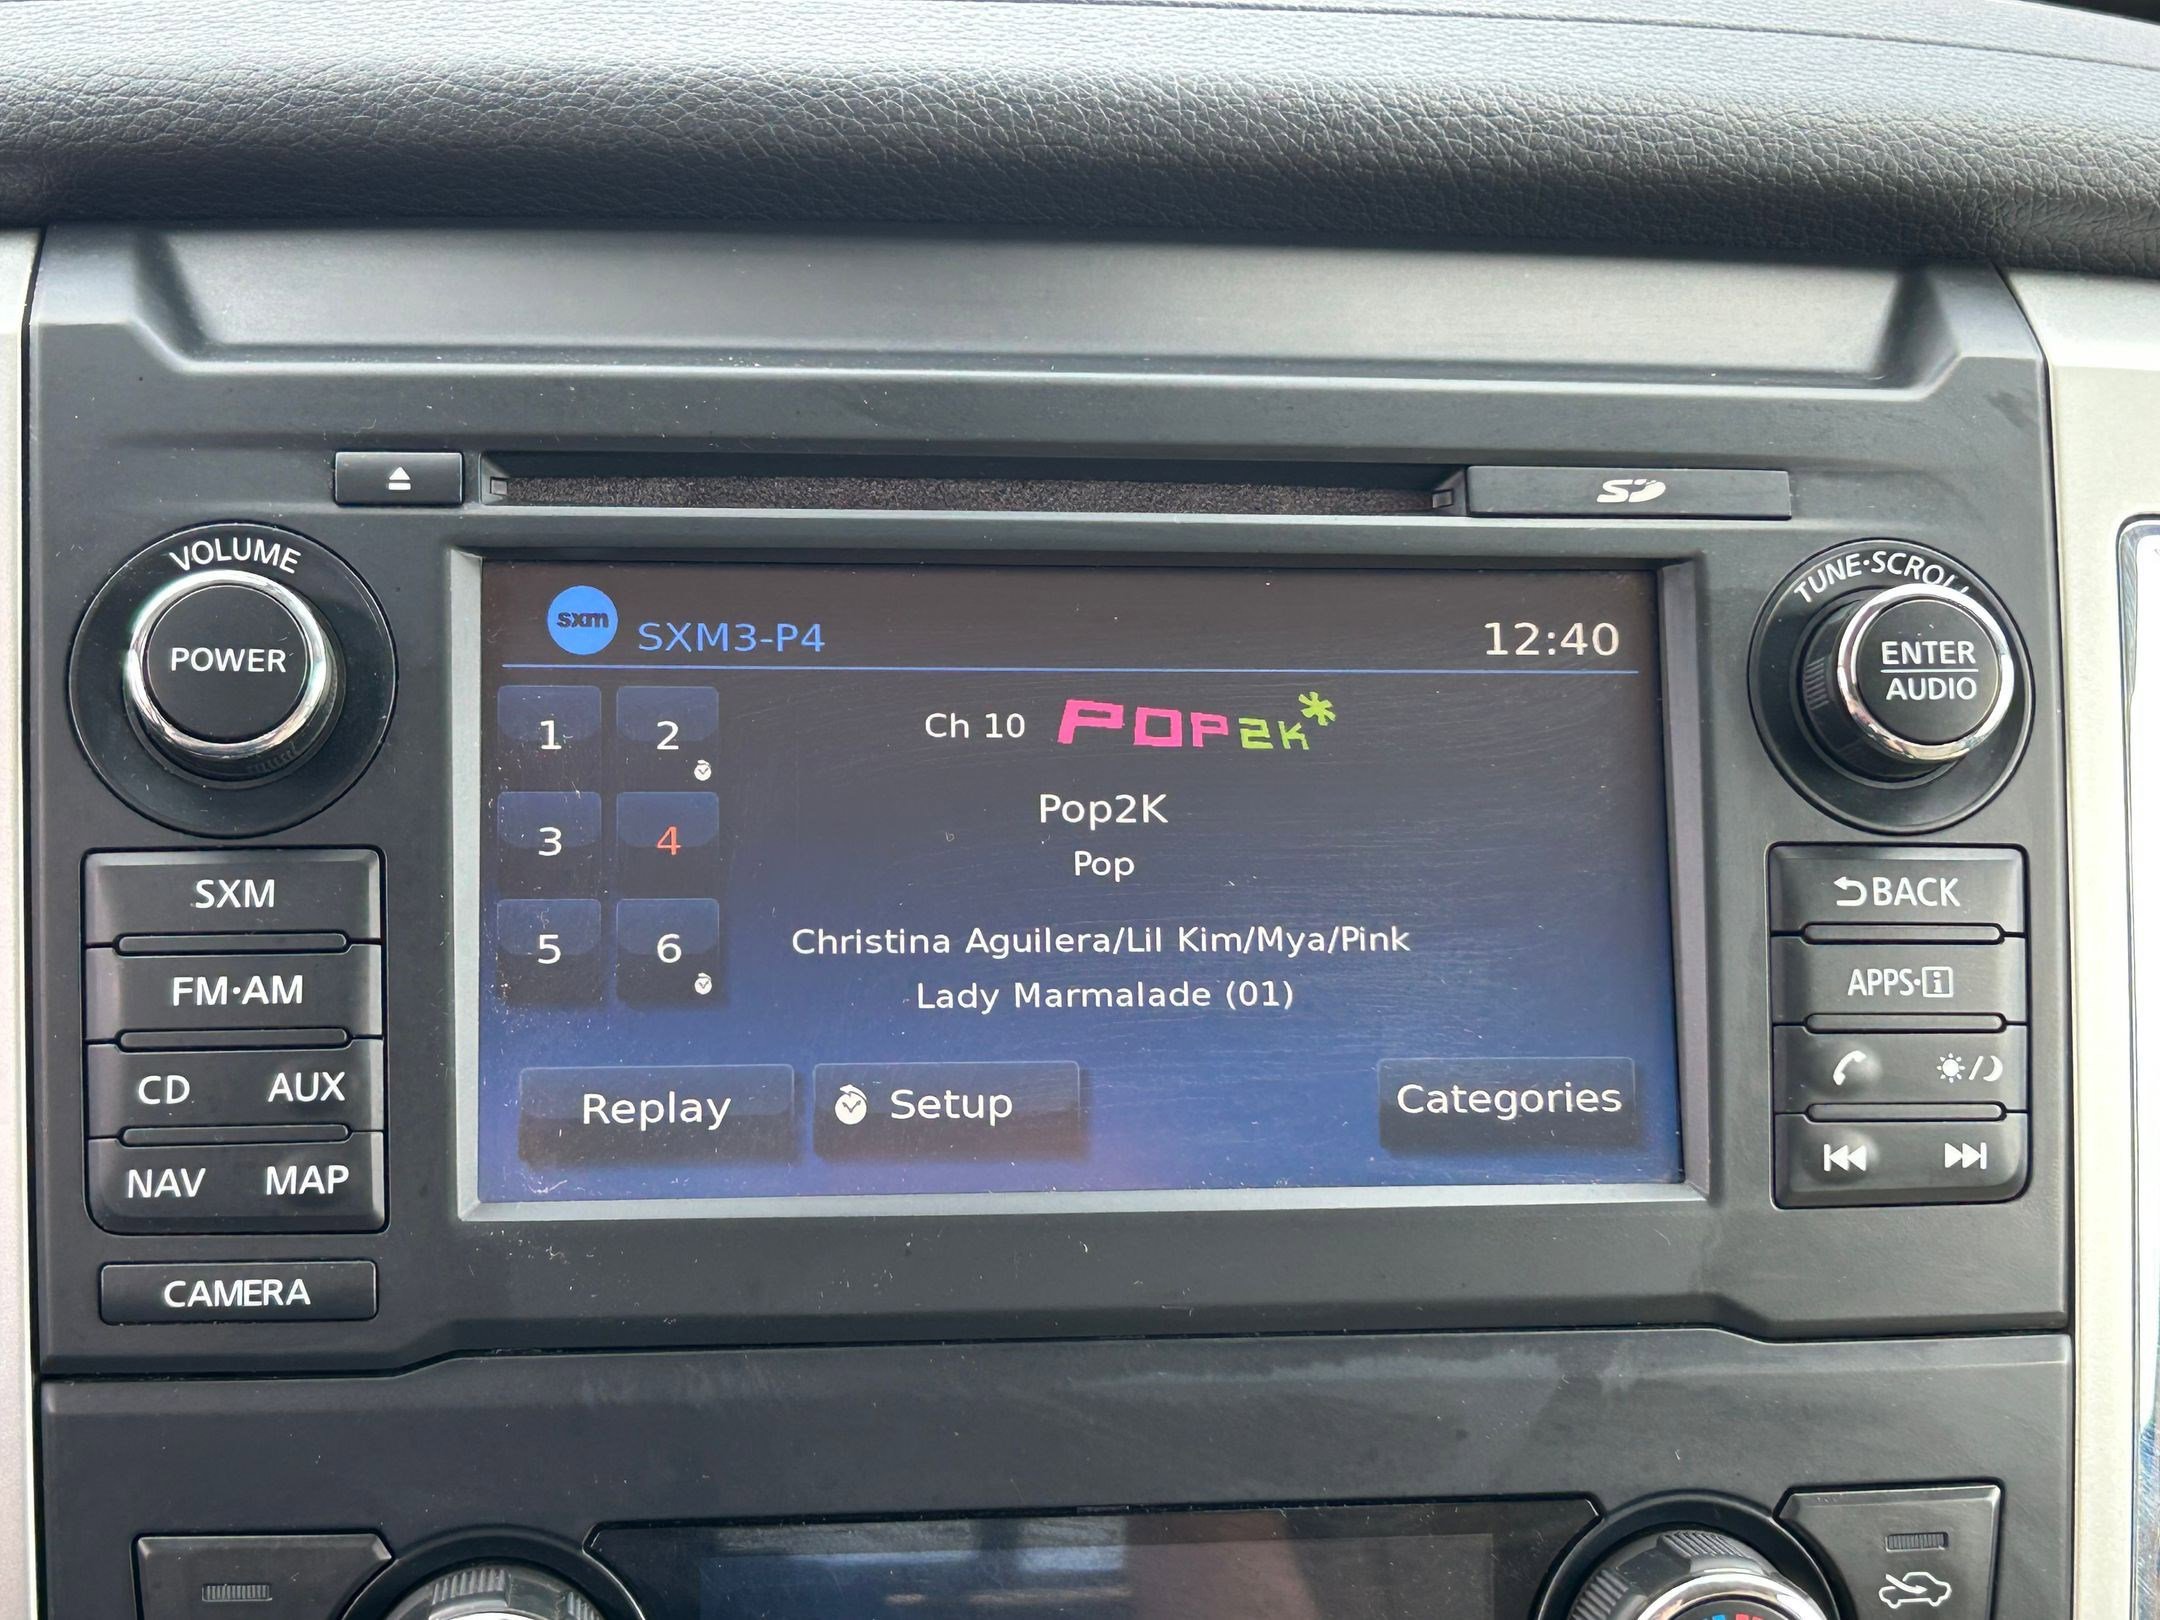 SD
VOLUME
POWER
TUNE·SCROLL
ENTER
AUDIO
sxm
SXM3-P4
12:40
1
2
Ch 10
POP2K*
3
4
Pop2K
Pop
5
6
Christina Aguilera/Lil Kim/Mya/Pink
Lady Marmalade (01)
Replay
Setup
Categories
SXM
FM·AM
CD AUX
NAV MAP
CAMERA
BACK
APPS·i